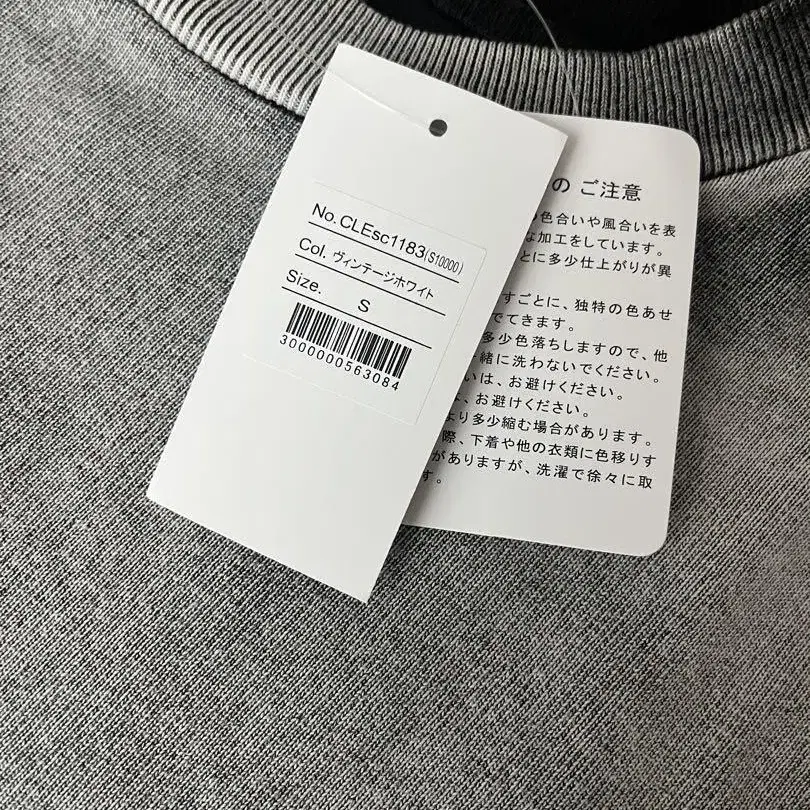 No. CLEsc1183(S10000)
Col. ヴィンテージホワイト
Size. S
3000000563084
の ご注意
色合いや風合いを表
な加工をしています。
とに多少仕上がりが異
すごとに、独特の色あせ
でてきます。
多少色落ちしますので、他
緒に洗わないでください。
いは、お避けください。
、お避けください。
より多少縮む場合があります。
際、下着や他の衣類に色移りす
がありますが、洗濯で徐々に取
す。